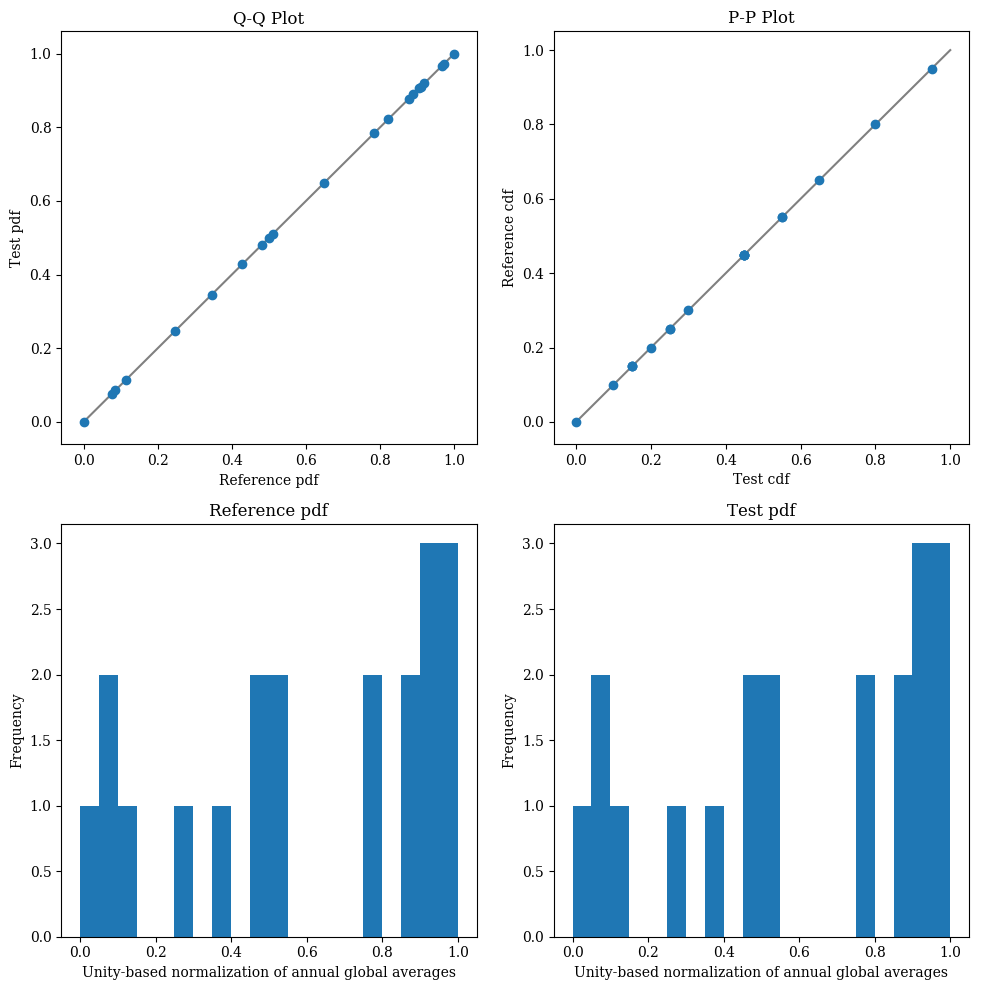 Q-Q Plot
1.0
0.8
0.6
0.4
0.2
0.0
Test pdf
0.0 0.2 0.4 0.6 0.8 1.0
Reference pdf
P-P Plot
1.0
0.8
0.6
0.4
0.2
0.0
Reference cdf
0.0 0.2 0.4 0.6 0.8 1.0
Test cdf
Reference pdf
3.0
2.5
2.0
1.5
1.0
0.5
0.0
Frequency
0.0 0.2 0.4 0.6 0.8 1.0
Unity-based normalization of annual global averages
Test pdf
3.0
2.5
2.0
1.5
1.0
0.5
0.0
Frequency
0.0 0.2 0.4 0.6 0.8 1.0
Unity-based normalization of annual global averages